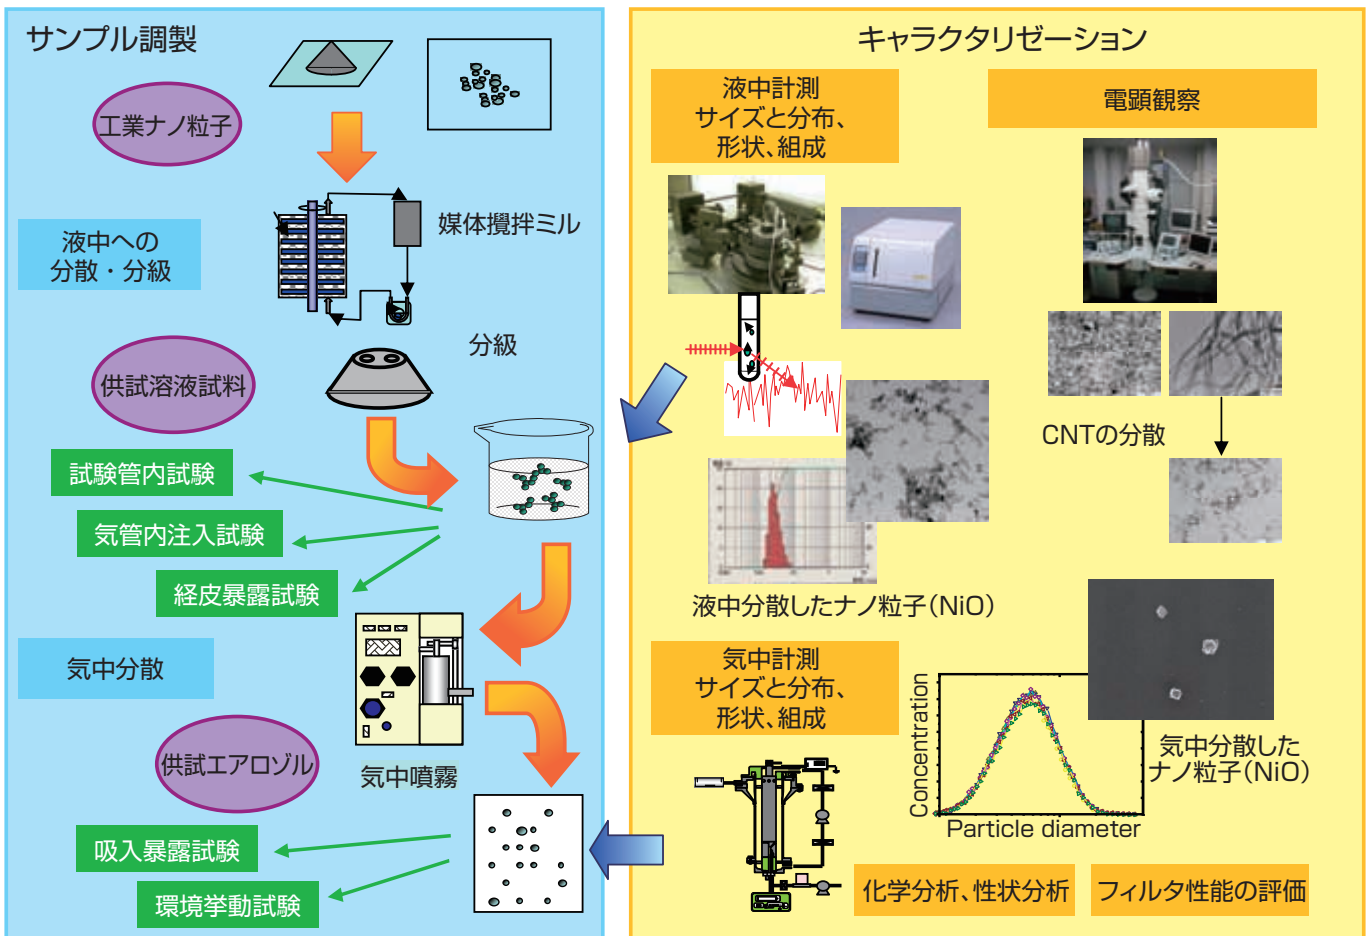 サンプル調製
工業ナノ粒子
液中への
分散・分級
媒体攪拌ミル
分級
供試溶液試料
試験管内試験
気管内注入試験
経皮暴露試験
気中分散
供試エアロゾル
気中噴霧
吸入暴露試験
環境挙動試験
キャラクタリゼーション
液中計測
サイズと分布、
形状、組成
電顕観察
CNTの分散
液中分散したナノ粒子(NiO)
気中計測
サイズと分布、
形状、組成
Concentration
Particle diameter
気中分散した
ナノ粒子(NiO)
化学分析、性状分析
フィルタ性能の評価